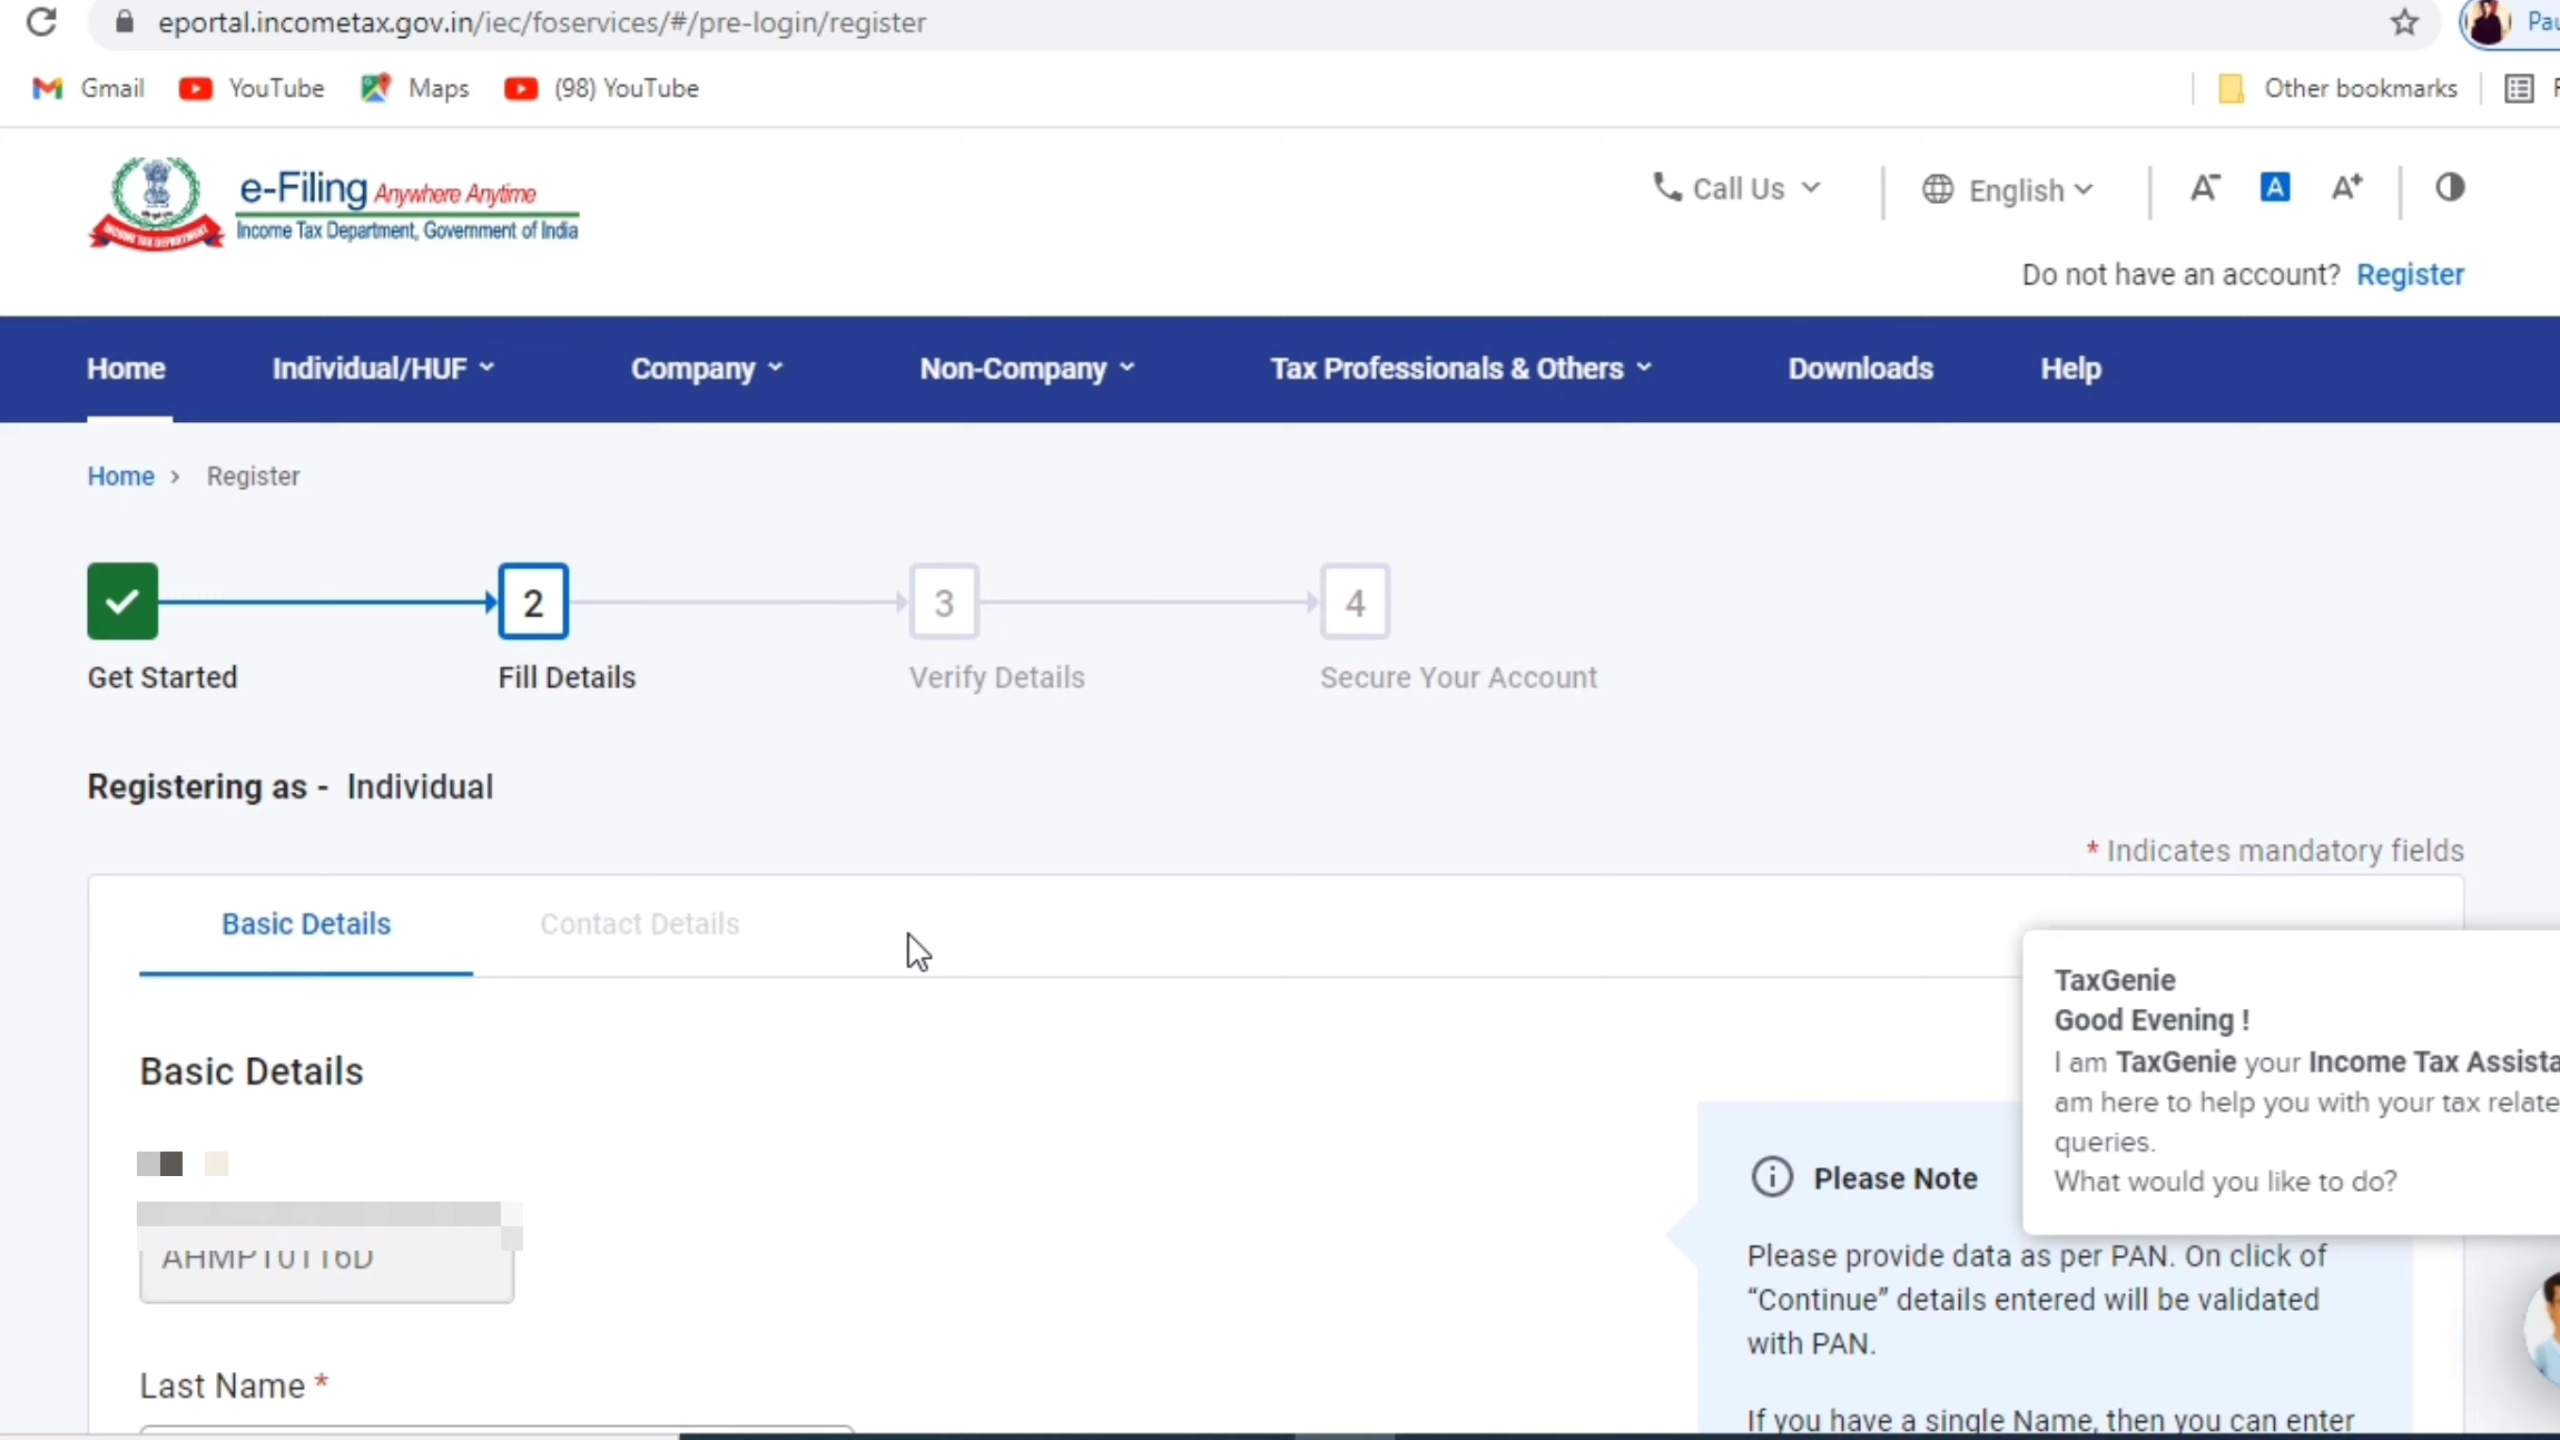 eportal.incometax.gov.in/iec/foservices/#/pre-login/register
Gmail YouTube Maps (98) YouTube Other bookmarks
e-Filing Anywhere Anytime
Income Tax Department, Government of India
INCOME TAX DEPARTMENT
Call Us English A- A A+
Do not have an account? Register
Home Individual/HUF Company Non-Company Tax Professionals & Others Downloads Help
Home > Register
2 3 4
Get Started Fill Details Verify Details Secure Your Account
Registering as - Individual
* Indicates mandatory fields
Basic Details Contact Details
TaxGenie
Good Evening !
I am TaxGenie your Income Tax
am here to help you with your tax
queries.
What would you like to do?
Basic Details
Last Name *
Please Note
Please provide data as per PAN. On click of
“Continue” details entered will be validated
with PAN.
If you have a single Name, then you can enter